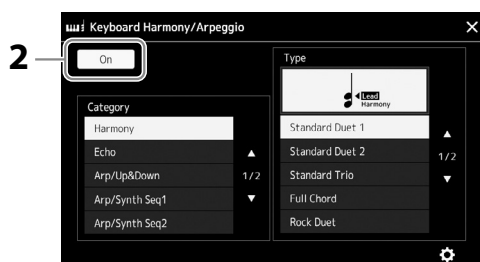 Keyboard Harmony/Arpeggio
2
On
Category
Harmony
Echo
Arp/Up&Down
Arp/Synth Seq1
Arp/Synth Seq2
1/2
Type
Lead
Harmony
Standard Duet 1
Standard Duet 2
Standard Trio
Full Chord
Rock Duet
1/2